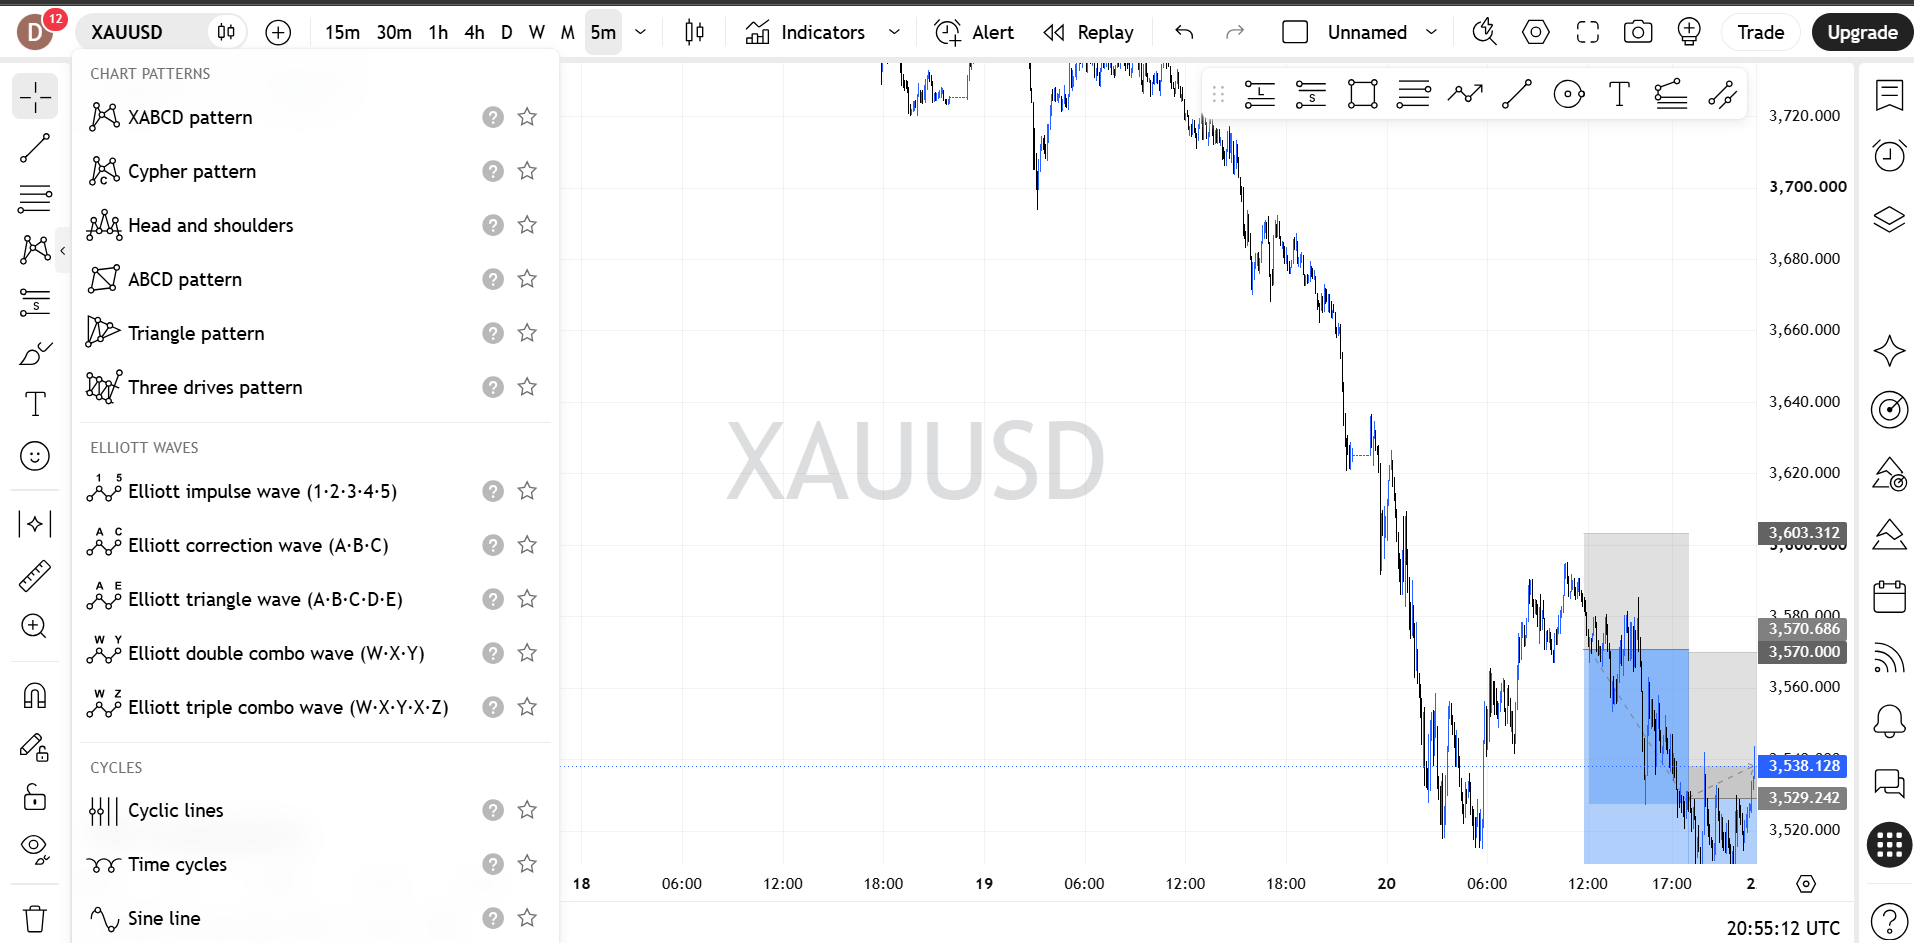 D
12
XAUUSD
15m
30m
1h
4h
D
W
M
5m
Indicators
Alert
Replay
Unnamed
Trade
Upgrade
CHART PATTERNS
XABCD pattern
Cypher pattern
Head and shoulders
ABCD pattern
Triangle pattern
Three drives pattern
ELLIOTT WAVES
Elliott impulse wave (1·2·3·4·5)
Elliott correction wave (A·B·C)
Elliott triangle wave (A·B·C·D·E)
Elliott double combo wave (W·X·Y)
Elliott triple combo wave (W·X·Y·X·Z)
CYCLES
Cyclic lines
Time cycles
Sine line
XAUUSD
3,720.000
3,700.000
3,680.000
3,660.000
3,640.000
3,620.000
3,603.312
3,600.000
3,580.000
3,570.686
3,570.000
3,560.000
3,538.128
3,529.242
3,520.000
18
06:00
12:00
18:00
19
06:00
12:00
18:00
20
06:00
12:00
17:00
2
20:55:12 UTC